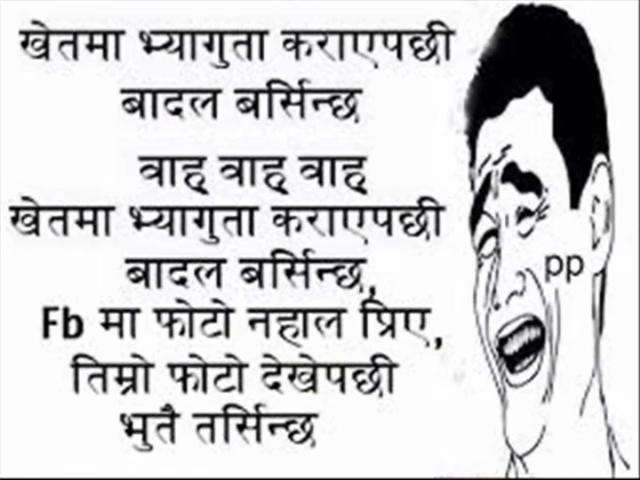 खेतमा भ्यागुता कराएपछी
बादल बर्सिन्छ
वाह वाह वाह
खेतमा भ्यागुता कराएपछी
बादल बर्सिन्छ,
Fb मा फोटो नहाल प्रिए,
तिम्रो फोटो देखेपछी
भुतै तर्सिन्छ
pp